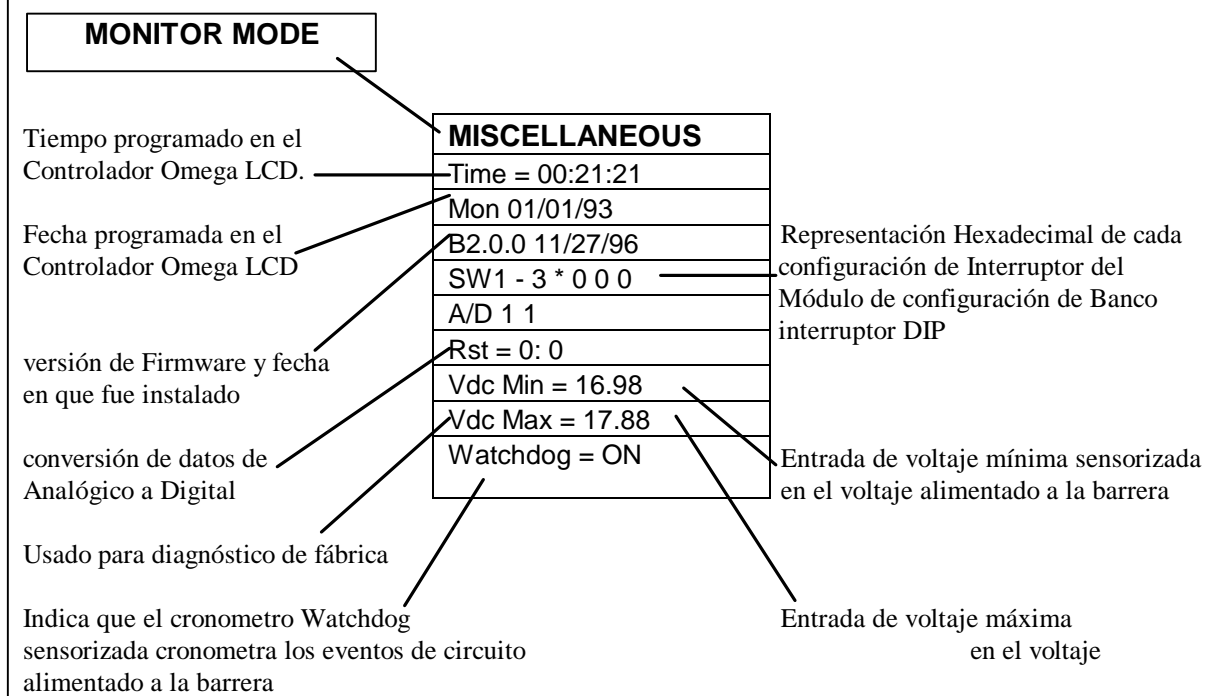 MONITOR MODE
Tiempo programado en el
Controlador Omega LCD.
Fecha programada en el
Controlador Omega LCD
versión de Firmware y fecha
en que fue instalado
conversión de datos de
Analógico a Digital
Usado para diagnóstico de fábrica
Indica que el cronometro Watchdog
sensorizada cronometra los eventos de circuito
alimentado a la barrera
MISCELLANEOUS
Time = 00:21:21
Mon 01/01/93
B2.0.0 11/27/96
SW1 - 3 * 0 0 0
A/D 1 1
Rst = 0: 0
Vdc Min = 16.98
Vdc Max = 17.88
Watchdog = ON
Representación Hexadecimal de cada
configuración de Interruptor del
Módulo de configuración de Banco
interruptor DIP
Entrada de voltaje mínima sensorizada
en el voltaje alimentado a la barrera
Entrada de voltaje máxima
en el voltaje